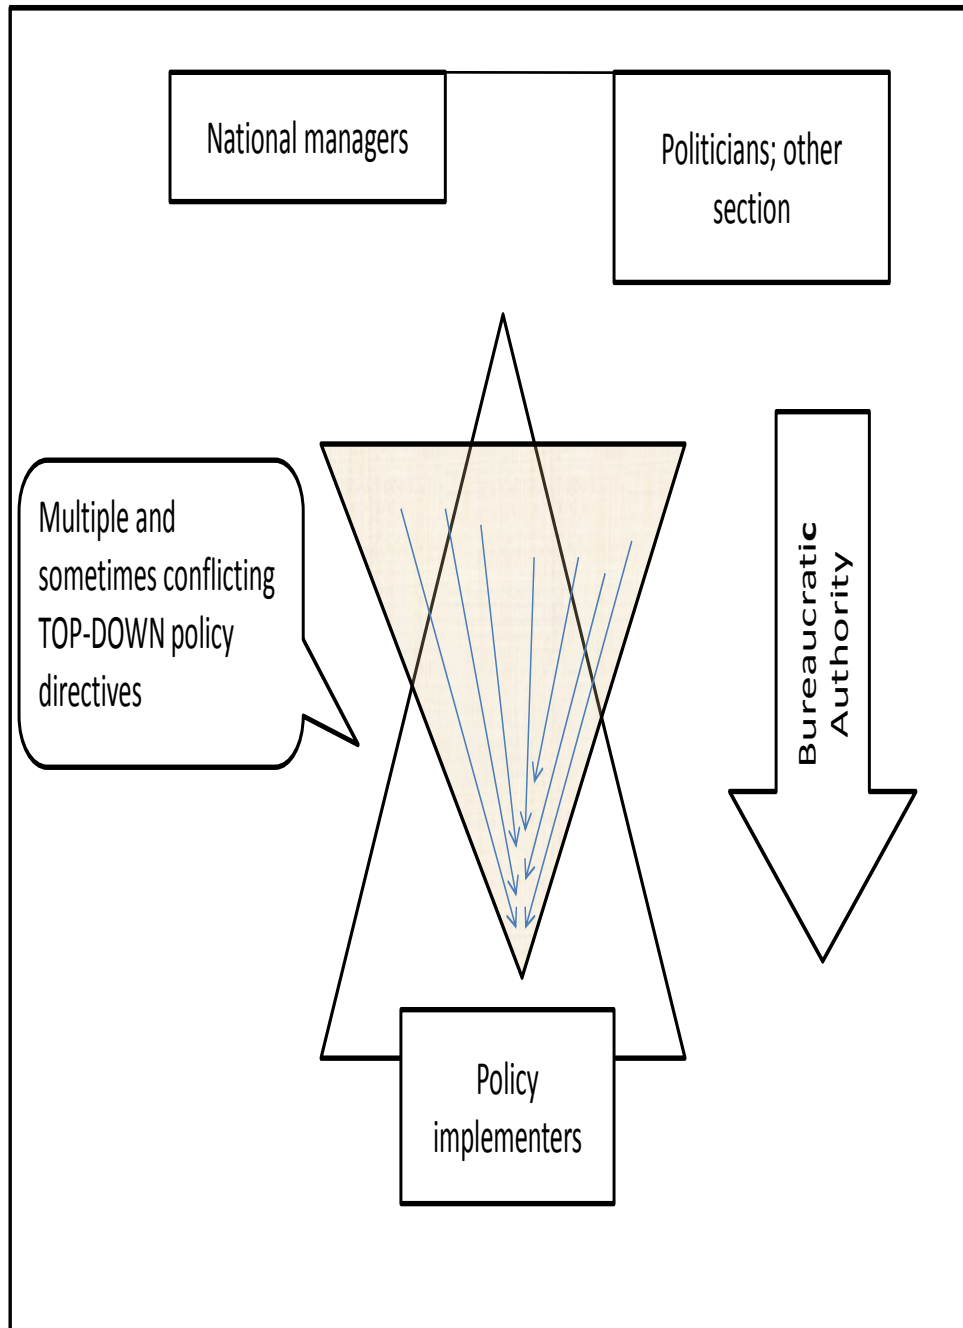 National managers
Politicians; other
section
Multiple and
sometimes conflicting
TOP-DOWN policy
directives
Bureaucratic
Authority
Policy
implementers